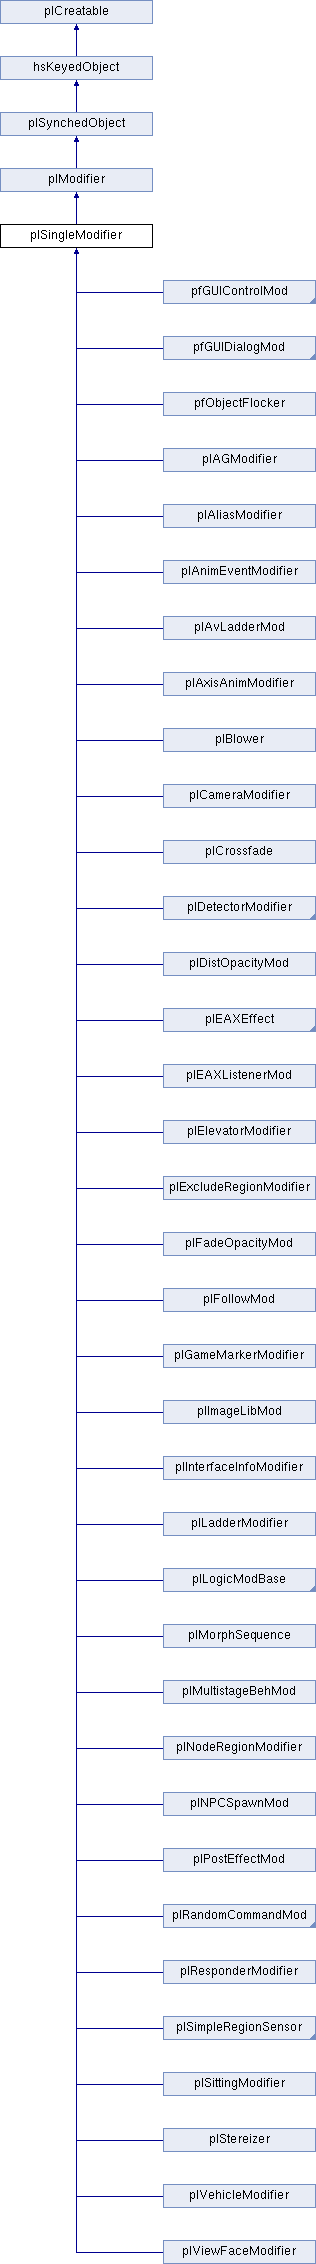 plCreatable
hsKeyedObject
plSynchedObject
plModifier
plSingleModifier
pfGUIControlMod
pfGUIDialogMod
pfObjectFlocker
plAGModifier
plAliasModifier
plAnimEventModifier
plAvLadderMod
plAxisAnimModifier
plBlower
plCameraModifier
plCrossfade
plDetectorModifier
plDistOpacityMod
plEAXEffect
plEAXListenerMod
plElevatorModifier
plExcludeRegionModifier
plFadeOpacityMod
plFollowMod
plGameMarkerModifier
plImageLibMod
plInterfaceInfoModifier
plLadderModifier
plLogicModBase
plMorphSequence
plMultistageBehMod
plNodeRegionModifier
plNPCSpawnMod
plPostEffectMod
plRandomCommandMod
plResponderModifier
plSimpleRegionSensor
plSittingModifier
plStereizer
plVehicleModifier
plViewFaceModifier